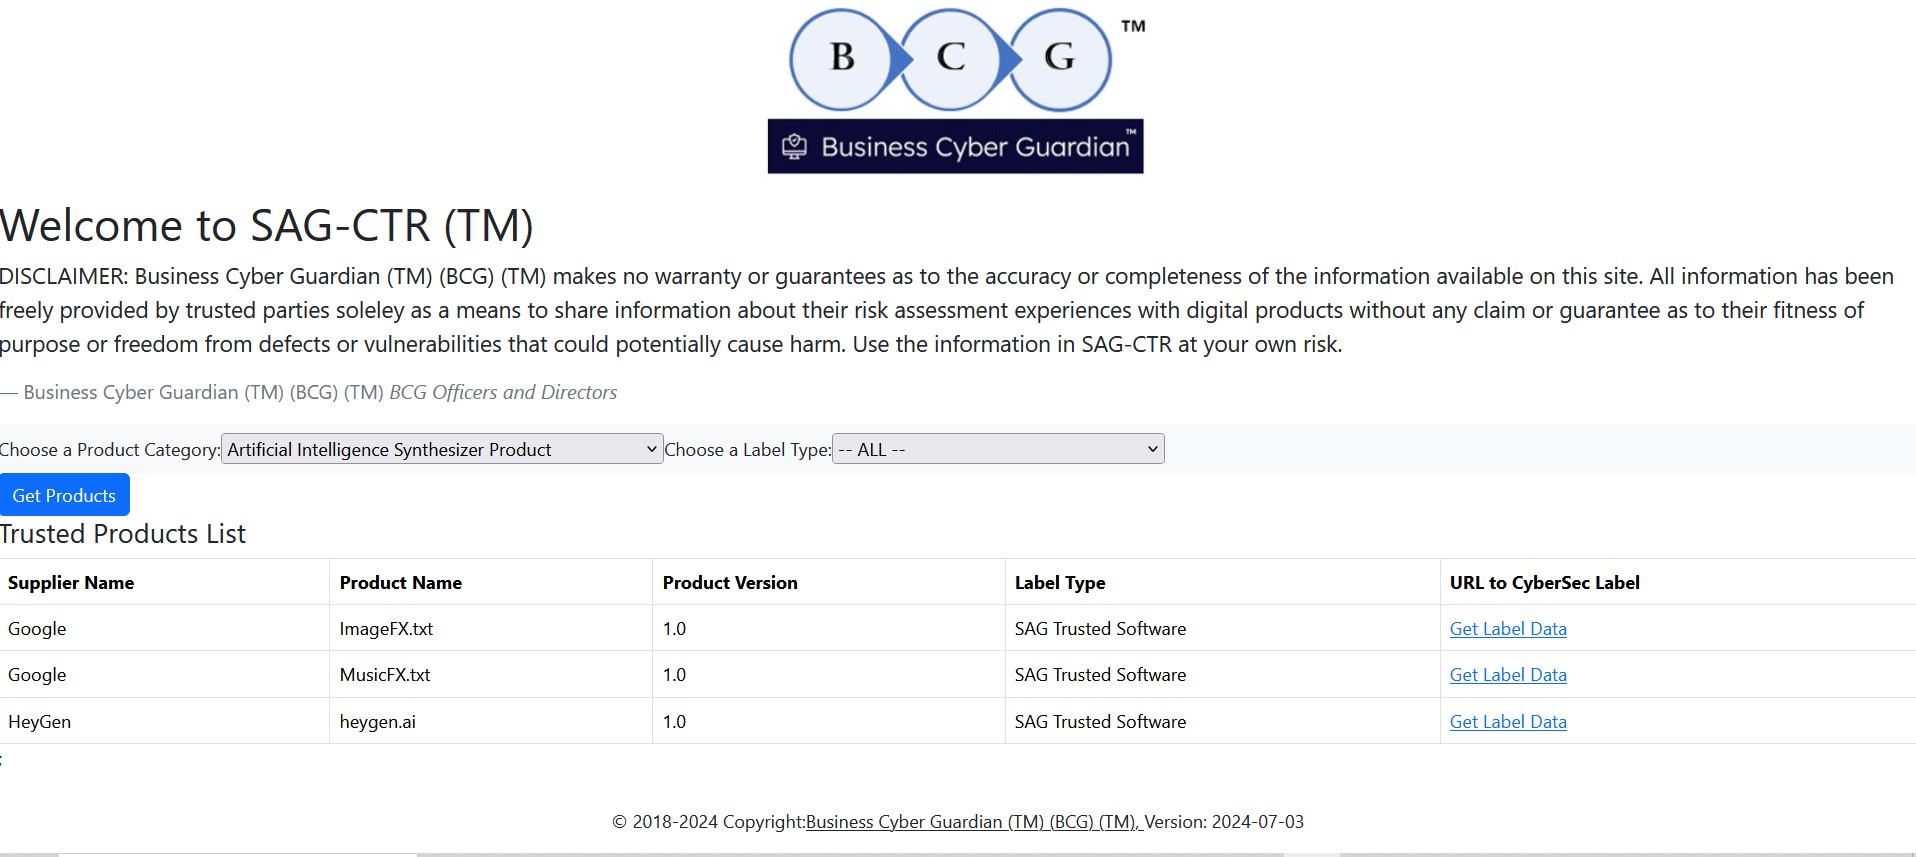 B C G TM
Business Cyber Guardian TM
Welcome to SAG-CTR (TM)
DISCLAIMER: Business Cyber Guardian (TM) (BCG) (TM) makes no warranty or guarantees as to the accuracy or completeness of the information available on this site. All information has been
freely provided by trusted parties soleley as a means to share information about their risk assessment experiences with digital products without any claim or guarantee as to their fitness of
purpose or freedom from defects or vulnerabilities that could potentially cause harm. Use the information in SAG-CTR at your own risk.
— Business Cyber Guardian (TM) (BCG) (TM) BCG Officers and Directors
Choose a Product Category: Artificial Intelligence Synthesizer Product Choose a Label Type: -- ALL --
Get Products
Trusted Products List
Supplier Name Product Name Product Version Label Type URL to CyberSec Label
Google ImageFX.txt 1.0 SAG Trusted Software Get Label Data
Google MusicFX.txt 1.0 SAG Trusted Software Get Label Data
HeyGen heygen.ai 1.0 SAG Trusted Software Get Label Data
;
© 2018-2024 Copyright:Business Cyber Guardian (TM) (BCG) (TM), Version: 2024-07-03